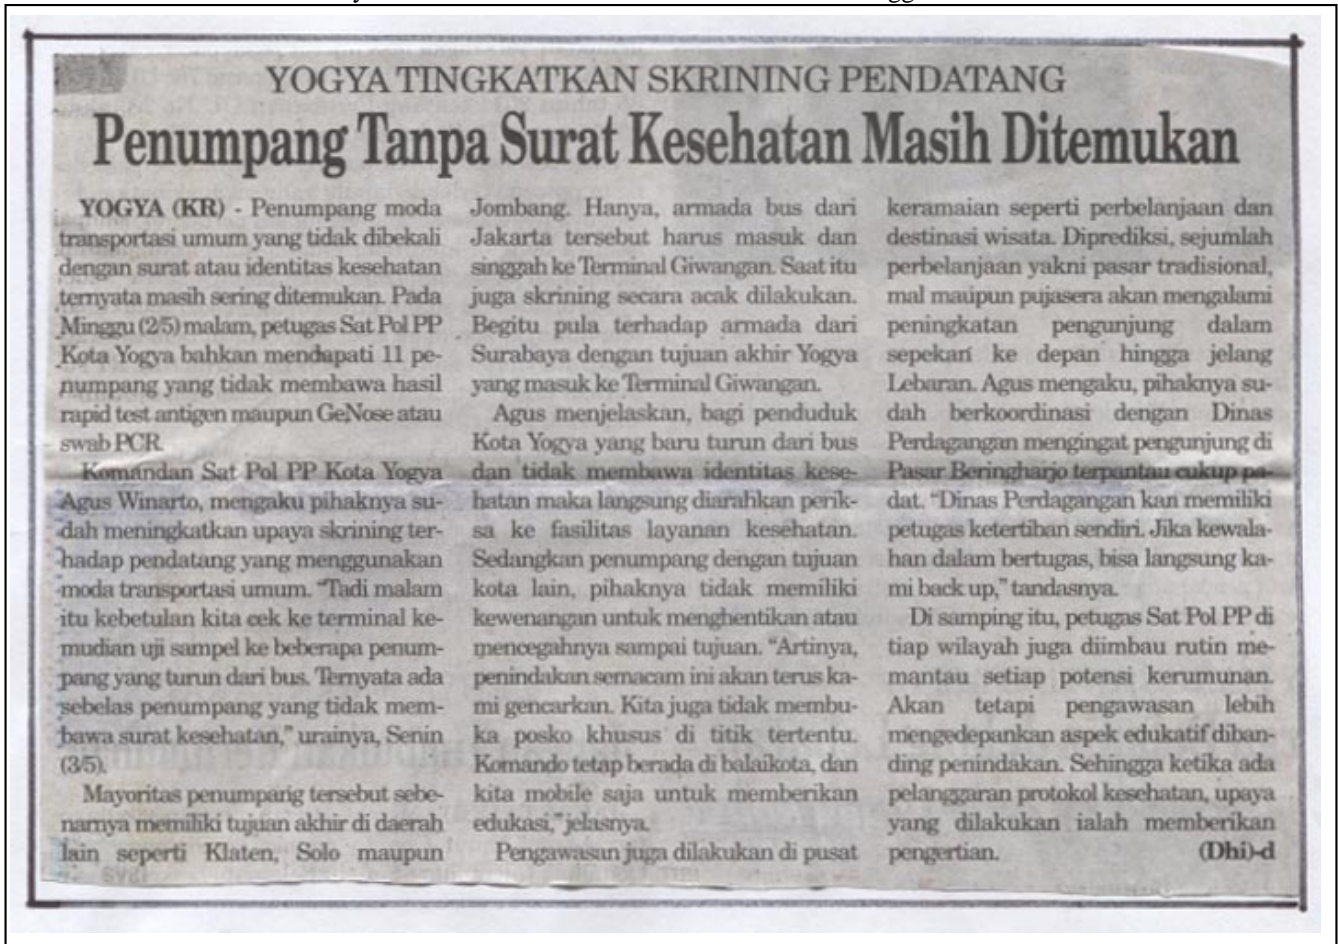 YOGYA TINGKATKAN SKRINING PENDATANG
Penumpang Tanpa Surat Kesehatan Masih Ditemukan
YOGYA (KR) - Penumpang moda
transportasi umum yang tidak dibekali
dengan surat atau identitas kesehatan
ternyata masih sering ditemukan. Pada
Minggu (2/5) malam, petugas Sat Pol PP
Kota Yogya bahkan mendapati 11 pe-
numpang yang tidak membawa hasil
rapid test antigen maupun GeNose atau
swab PCR.
Komandan Sat Pol PP Kota Yogya
Agus Winarto, mengaku pihaknya su-
dah meningkatkan upaya skrining ter-
hadap pendatang yang menggunakan
moda transportasi umum. "Tadi malam
itu kebetulan kita cek ke terminal ke-
mudian uji sampel ke beberapa penum-
pang yang turun dari bus. Ternyata ada
sebelas penumpang yang tidak mem-
bawa surat kesehatan," urainya, Senin
(3/5).
Mayoritas penumpang tersebut sebe-
narnya memiliki tujuan akhir di daerah
lain seperti Klaten, Solo maupun
Jombang. Hanya, armada bus dari
Jakarta tersebut harus masuk dan
singgah ke Terminal Giwangan. Saat itu
juga skrining secara acak dilakukan.
Begitu pula terhadap armada dari
Surabaya dengan tujuan akhir Yogya
yang masuk ke Terminal Giwangan.
Agus menjelaskan, bagi penduduk
Kota Yogya yang baru turun dari bus
dan tidak membawa identitas kese-
hatan maka langsung diarahkan perik-
sa ke fasilitas layanan kesehatan.
Sedangkan penumpang dengan tujuan
kota lain, pihaknya tidak memiliki
kewenangan untuk menghentikan atau
mencegahnya sampai tujuan. "Artinya,
penindakan semacam ini akan terus ka-
mi gencarkan. Kita juga tidak membu-
ka posko khusus di titik tertentu.
Komando tetap berada di balaikota, dan
kita mobile saja untuk memberikan
edukasi," jelasnya.
Pengawasan juga dilakukan di pusat
keramaian seperti perbelanjaan dan
destinasi wisata. Diprediksi, sejumlah
perbelanjaan yakni pasar tradisional,
mal maupun pujasera akan mengalami
peningkatan pengunjung dalam
sepekan ke depan hingga jelang
Lebaran. Agus mengaku, pihaknya su-
dah berkoordinasi dengan Dinas
Perdagangan mengingat pengunjung di
Pasar Beringharjo terpantau cukup pa-
dat. "Dinas Perdagangan kan memiliki
petugas ketertiban sendiri. Jika kewala-
han dalam bertugas, bisa langsung ka-
mi back up," tandasnya.
Di samping itu, petugas Sat Pol PP di
tiap wilayah juga diimbau rutin me-
mantau setiap potensi kerumunan.
Akan tetapi pengawasan lebih
mengedepankan aspek edukatif diban-
ding penindakan. Sehingga ketika ada
pelanggaran protokol kesehatan, upaya
yang dilakukan ialah memberikan
pengertian. (Dhi)-d